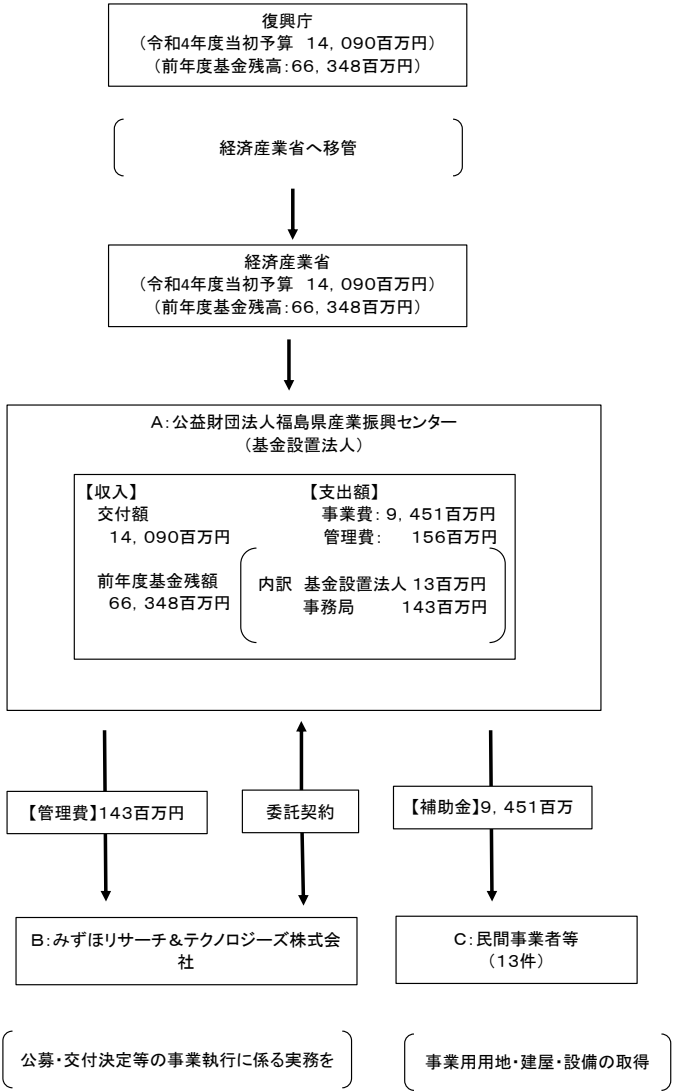 復興庁
（令和4年度当初予算　14，090百万円）
（前年度基金残高：66，348百万円）
経済産業省へ移管
経済産業省
（令和4年度当初予算　14，090百万円）
（前年度基金残高：66，348百万円）
A：公益財団法人福島県産業振興センター
（基金設置法人）
【収入】
交付額
14，090百万円
前年度基金残額
66，348百万円
【支出額】
事業費：9，451百万円
管理費：　156百万円
内訳　基金設置法人 13百万円
事務局　143百万円
【管理費】143百万円
委託契約
【補助金】9，451百万
B：みずほリサーチ＆テクノロジーズ株式会
社
C：民間事業者等
（13件）
公募・交付決定等の事業執行に係る実務を
事業用用地・建屋・設備の取得